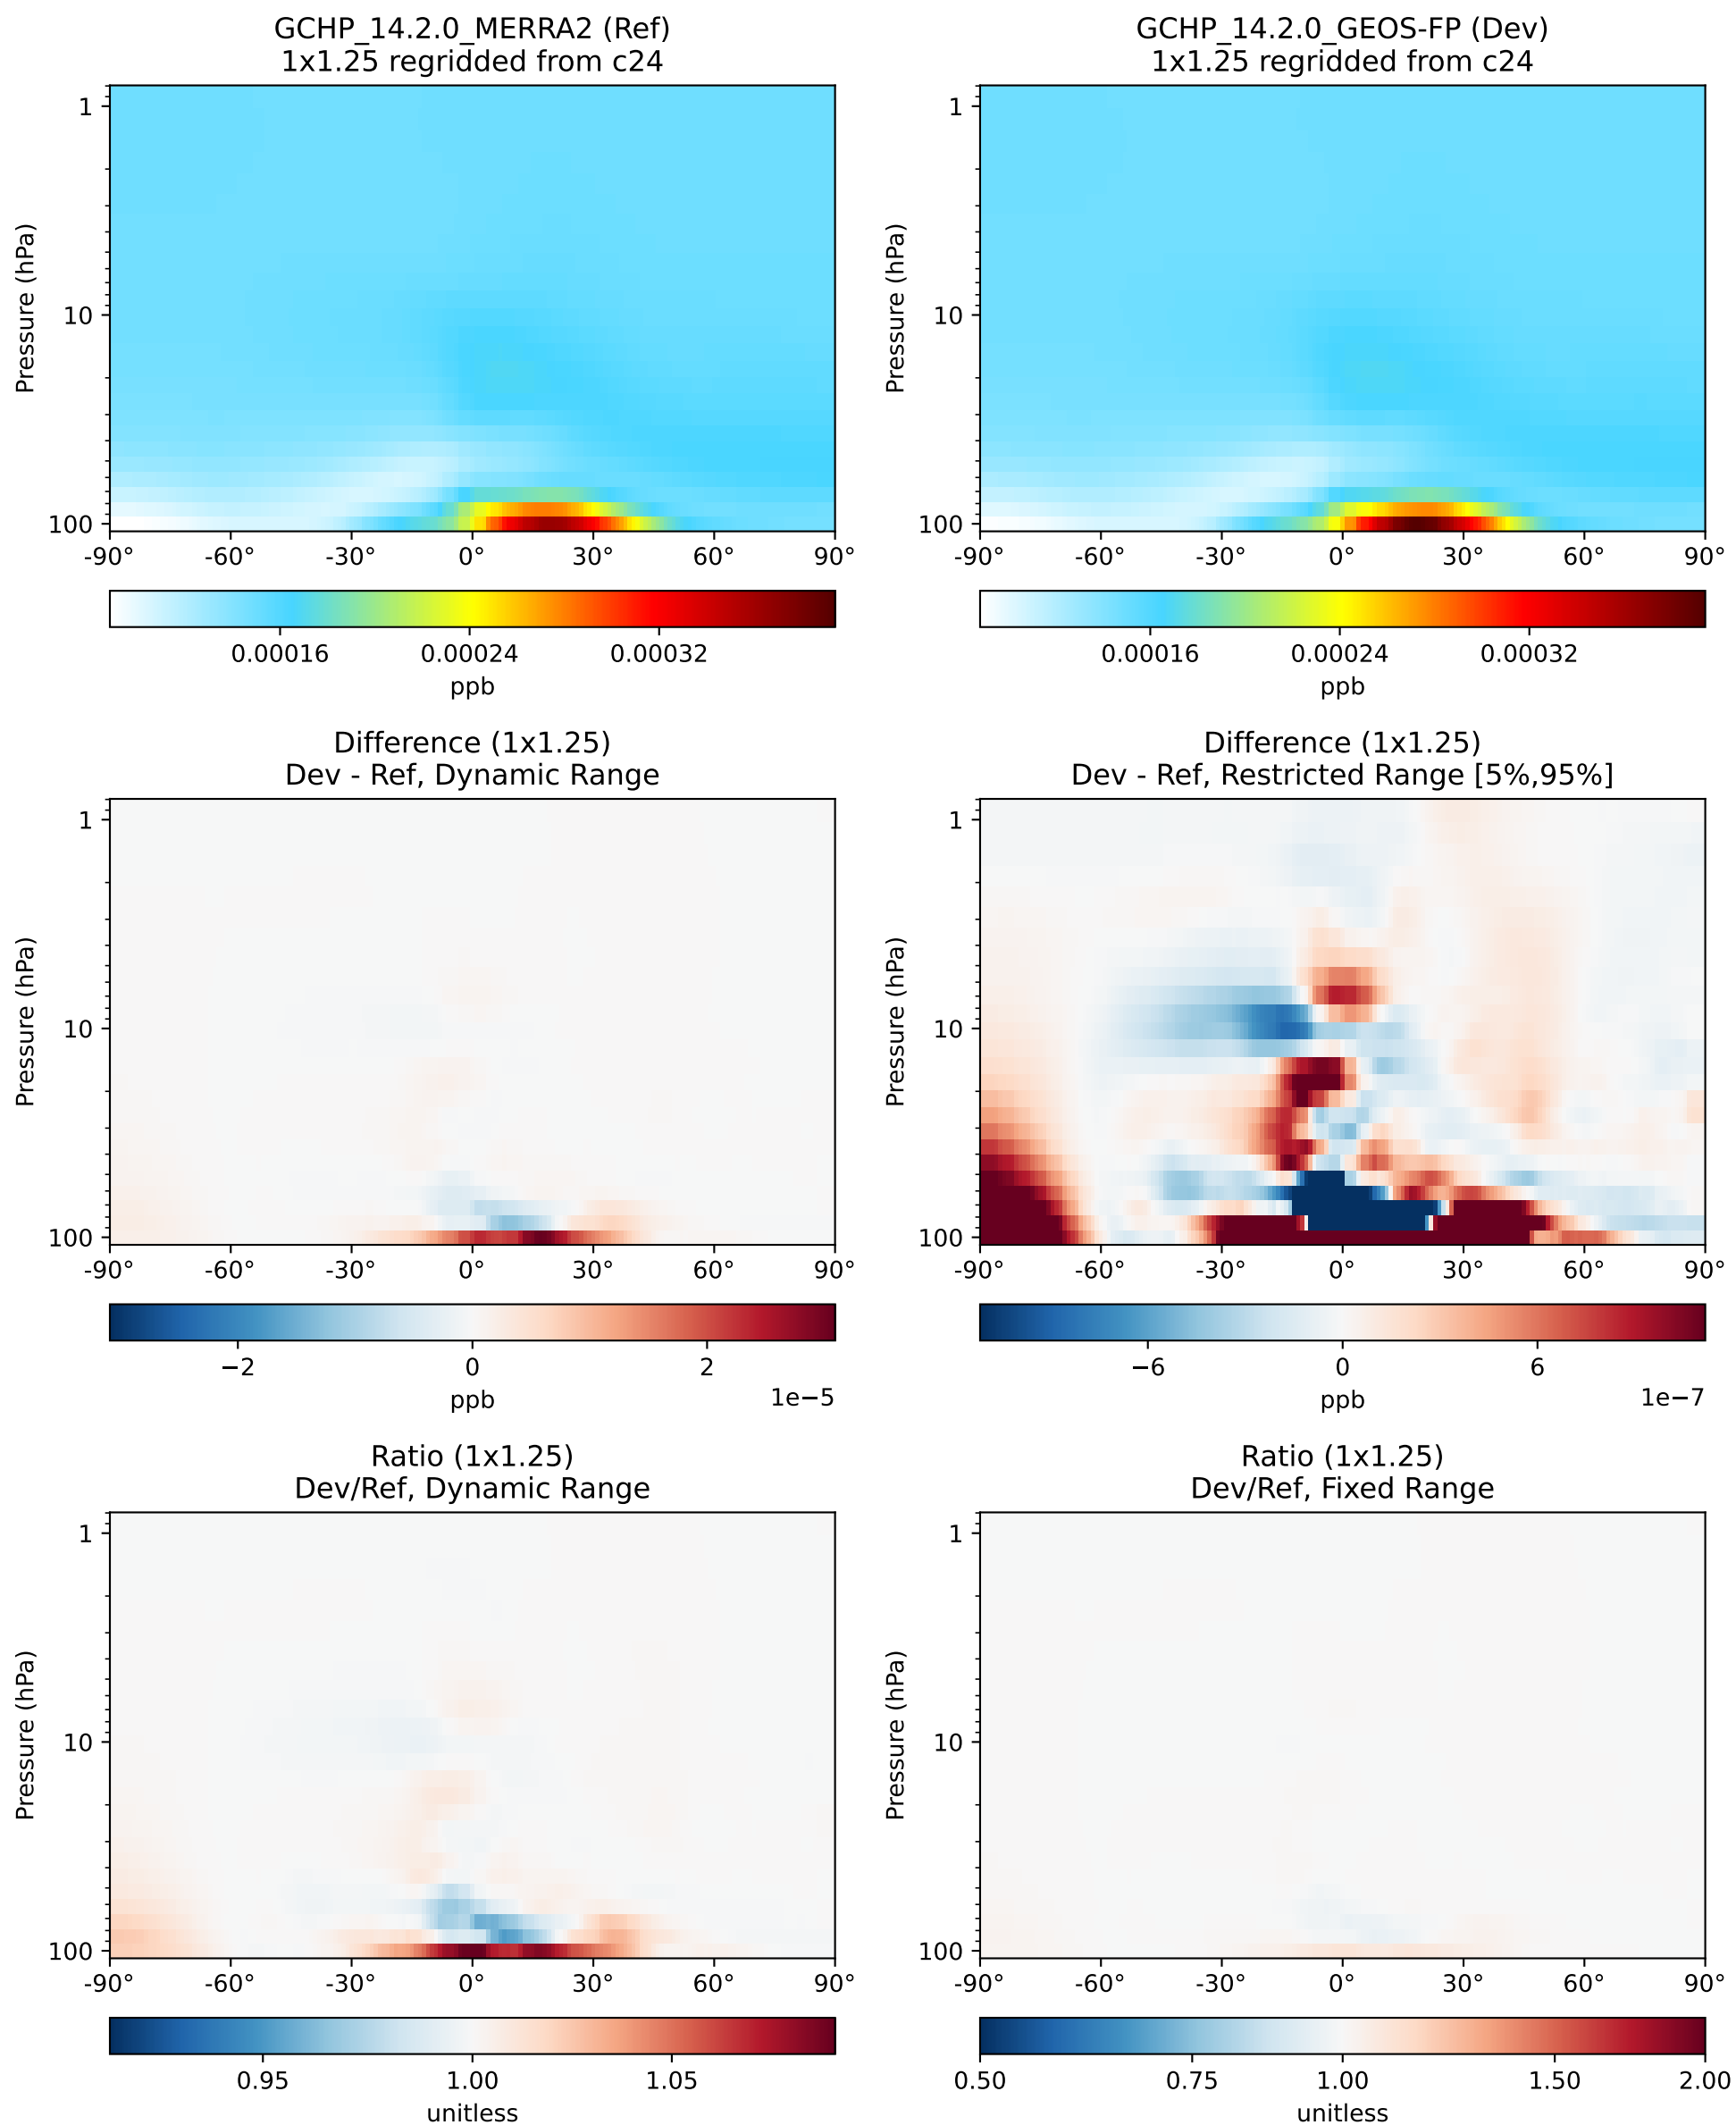 GCHP_14.2.0_MERRA2 (Ref)
1x1.25 regridded from c24
Pressure (hPa)
1
10
100
-90° -60° -30° 0° 30° 60° 90°
0.00016 0.00024 0.00032
ppb
GCHP_14.2.0_GEOS-FP (Dev)
1x1.25 regridded from c24
Pressure (hPa)
1
10
100
-90° -60° -30° 0° 30° 60° 90°
0.00016 0.00024 0.00032
ppb
Difference (1x1.25)
Dev - Ref, Dynamic Range
Pressure (hPa)
1
10
100
-90° -60° -30° 0° 30° 60° 90°
−2 0 2
ppb
1e−5
Difference (1x1.25)
Dev - Ref, Restricted Range [5%,95%]
Pressure (hPa)
1
10
100
-90° -60° -30° 0° 30° 60° 90°
−6 0 6
ppb
1e−7
Ratio (1x1.25)
Dev/Ref, Dynamic Range
Pressure (hPa)
1
10
100
-90° -60° -30° 0° 30° 60° 90°
0.95 1.00 1.05
unitless
Ratio (1x1.25)
Dev/Ref, Fixed Range
Pressure (hPa)
1
10
100
-90° -60° -30° 0° 30° 60° 90°
0.50 0.75 1.00 1.50 2.00
unitless